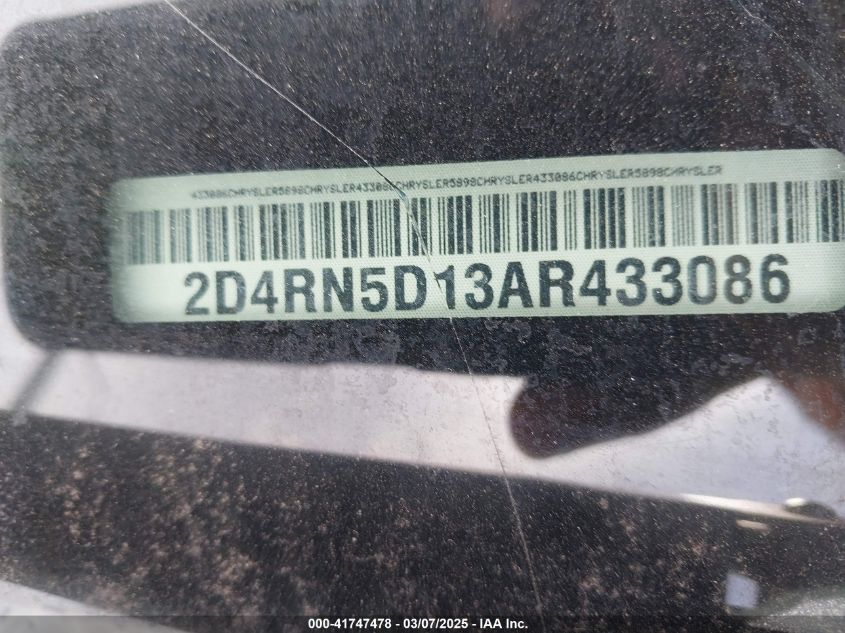 433086CHRYSLER5898CHRYSLER433086CHRYSLER5898CHRYSLER433086CHRYSLER5898CHRYSLER
2D4RN5D13AR433086
000-41747478 - 03/07/2025 - IAA Inc.